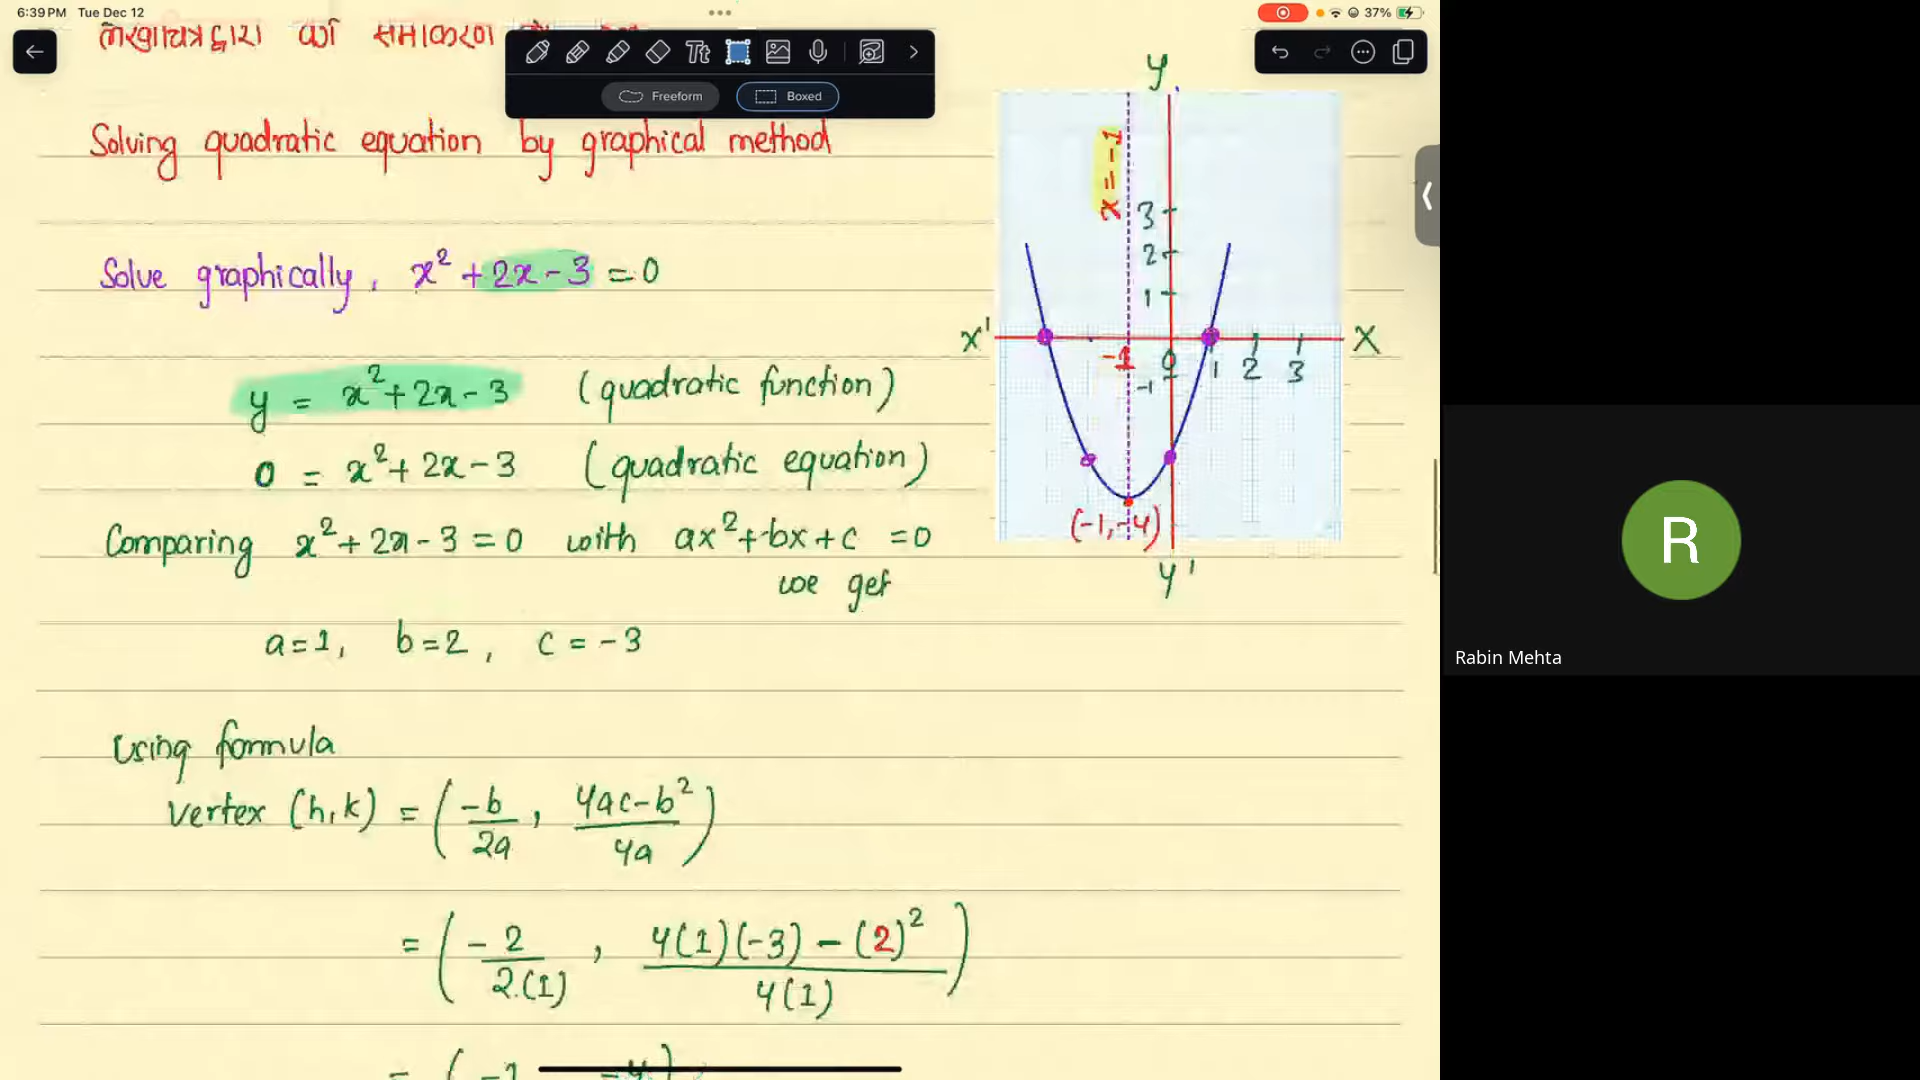 6:39 PM Tue Dec 12
37%
Freeform
Boxed
Solving quadratic equation by graphical method
Solve graphically, x² + 2x - 3 = 0
y = x² + 2x - 3 (quadratic function)
0 = x² + 2x - 3 (quadratic equation)
Comparing x² + 2x - 3 = 0 with ax² + bx + c = 0
we get
a = 1, b = 2, c = -3
Using formula
Vertex (h, k) = (-b/2a, 4ac - b²/4a)
= (-2/2.(1), 4(1)(-3) - (2)²/4(1))
= (-1
y
x = -1
3
2
1
x' -1 0 1 2 3 X
-1
(-1, -4)
y'
R
Rabin Mehta